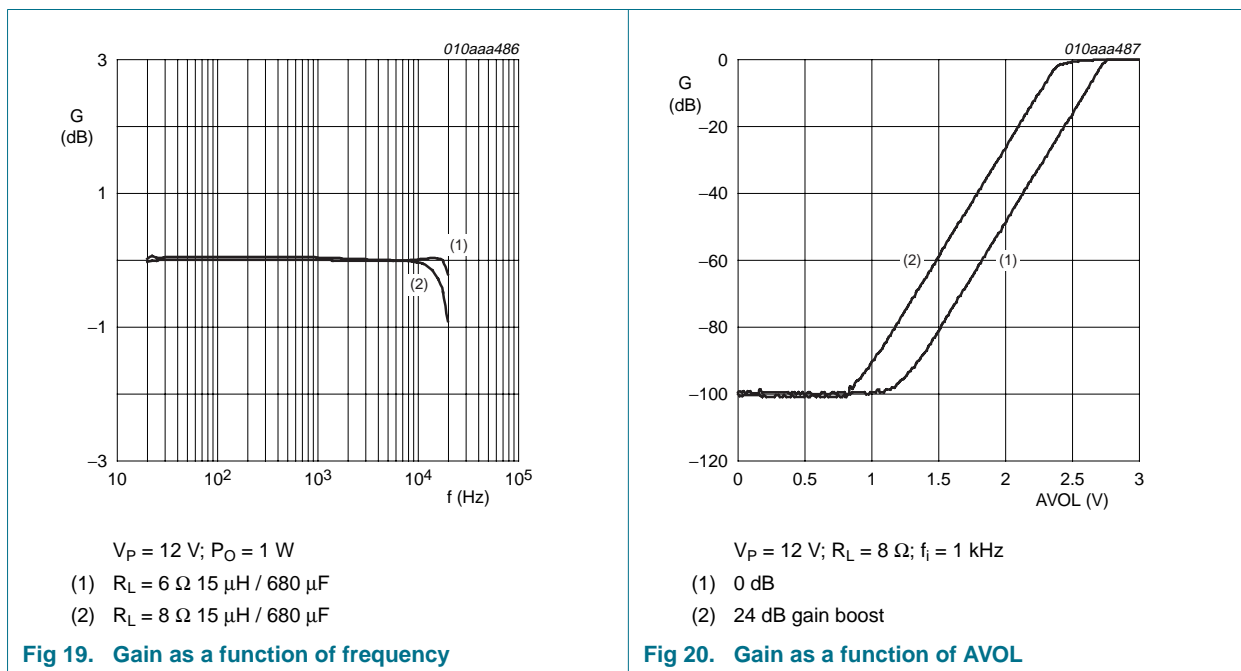 010aaa486
3
G
(dB)
1
(1)
(2)
−1
−3
10
10²
10³
10⁴
10⁵
f (Hz)
V_P = 12 V; P_O = 1 W
(1) R_L = 6 Ω 15 μH / 680 μF
(2) R_L = 8 Ω 15 μH / 680 μF
Fig 19. Gain as a function of frequency
010aaa487
0
G
(dB)
−20
−40
−60
(2)
(1)
−80
−100
−120
0
0.5
1
1.5
2
2.5
3
AVOL (V)
V_P = 12 V; R_L = 8 Ω; f_i = 1 kHz
(1) 0 dB
(2) 24 dB gain boost
Fig 20. Gain as a function of AVOL